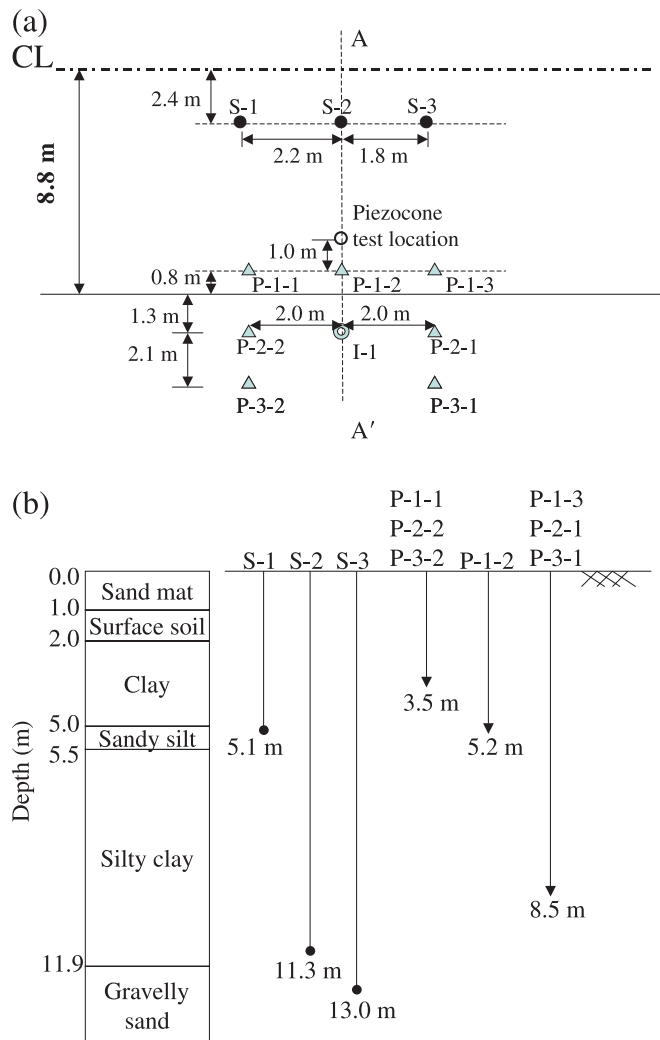 (a)
A
CL
2.4 m
S-1
S-2
S-3
2.2 m
1.8 m
8.8 m
Piezocone
test location
1.0 m
0.8 m
P-1-1
P-1-2
P-1-3
1.3 m
2.0 m
2.0 m
P-2-2
I-1
P-2-1
2.1 m
P-3-2
P-3-1
A′
(b)
P-1-1
P-2-2
P-3-2
P-1-3
P-2-1
P-3-1
S-1
S-2
S-3
P-1-2
0.0
Sand mat
1.0
Surface soil
2.0
Clay
3.5 m
5.0
Sandy silt
5.1 m
5.2 m
5.5
Depth (m)
Silty clay
8.5 m
11.9
11.3 m
Gravelly
sand
13.0 m